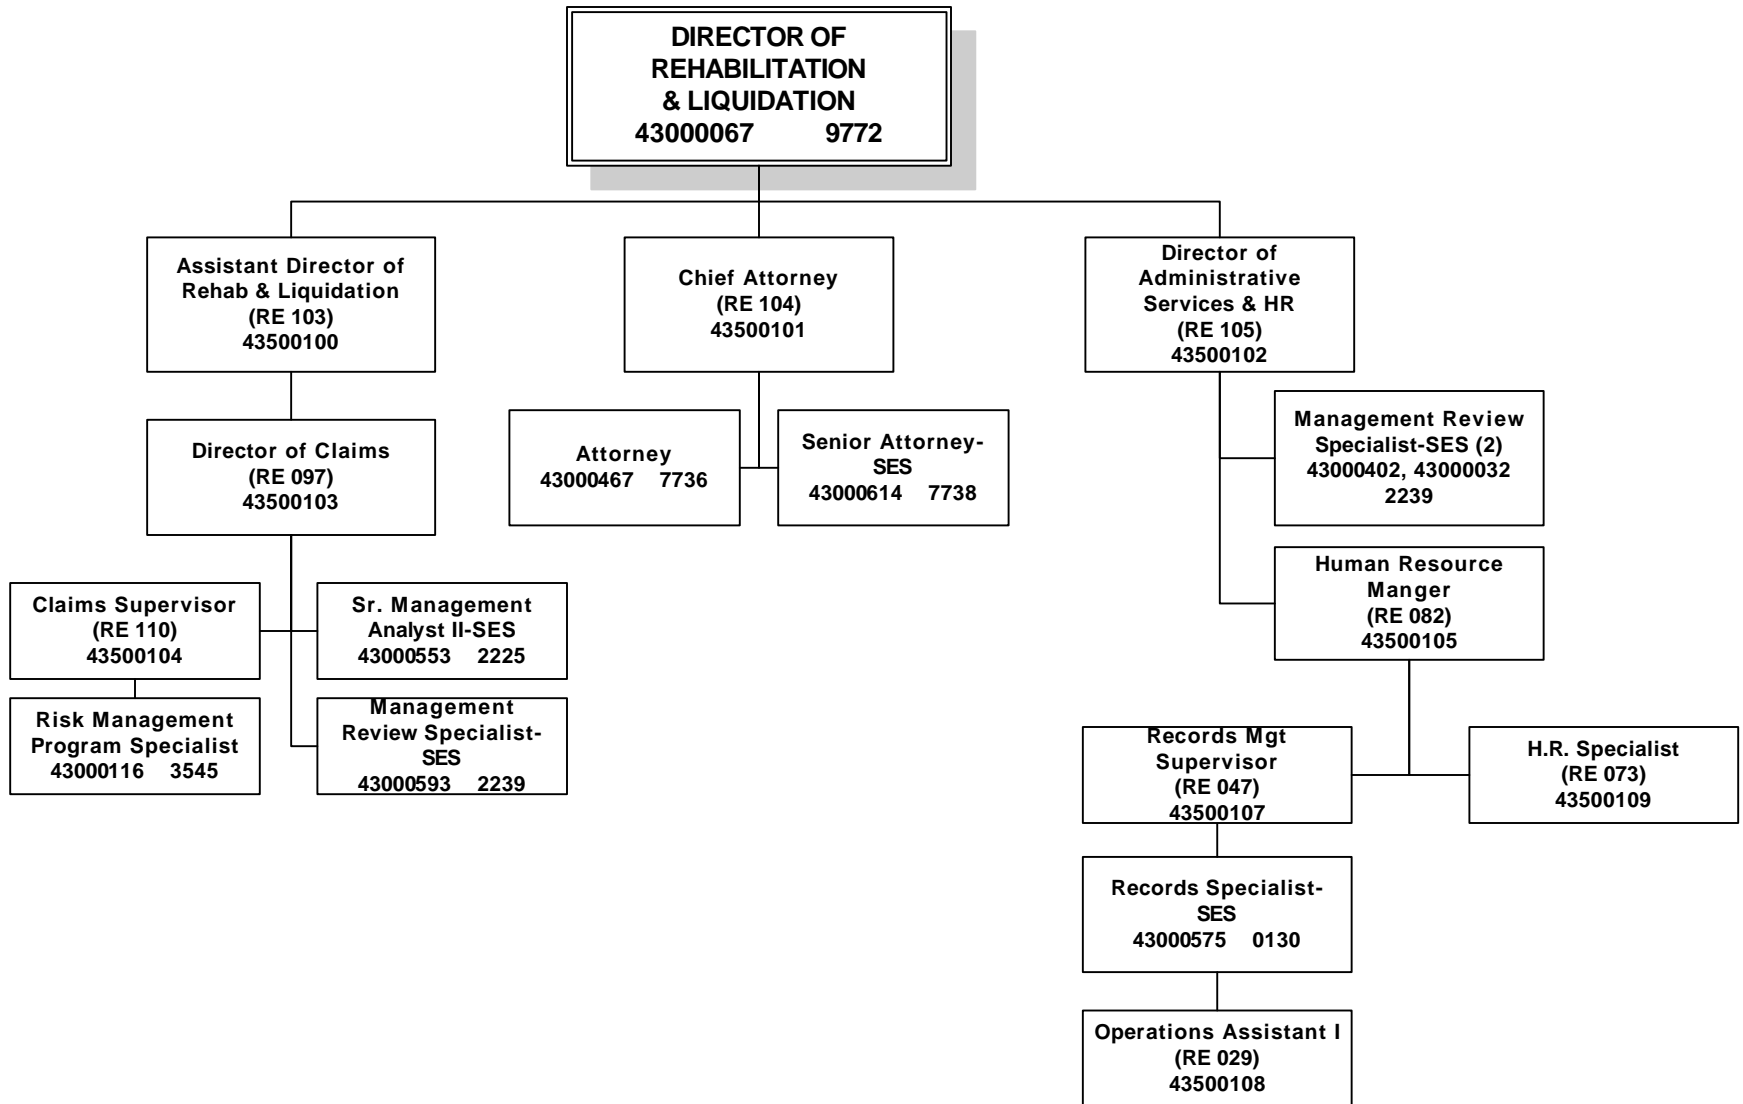 DIRECTOR OF
REHABILITATION
& LIQUIDATION
43000067 9772
Assistant Director of
Rehab & Liquidation
(RE 103)
43500100
Chief Attorney
(RE 104)
43500101
Director of
Administrative
Services & HR
(RE 105)
43500102
Director of Claims
(RE 097)
43500103
Attorney
43000467 7736
Senior Attorney-
SES
43000614 7738
Management Review
Specialist-SES (2)
43000402, 43000032
2239
Human Resource
Manger
(RE 082)
43500105
Claims Supervisor
(RE 110)
43500104
Sr. Management
Analyst II-SES
43000553 2225
Risk Management
Program Specialist
43000116 3545
Management
Review Specialist-
SES
43000593 2239
Records Mgt
Supervisor
(RE 047)
43500107
H.R. Specialist
(RE 073)
43500109
Records Specialist-
SES
43000575 0130
Operations Assistant I
(RE 029)
43500108